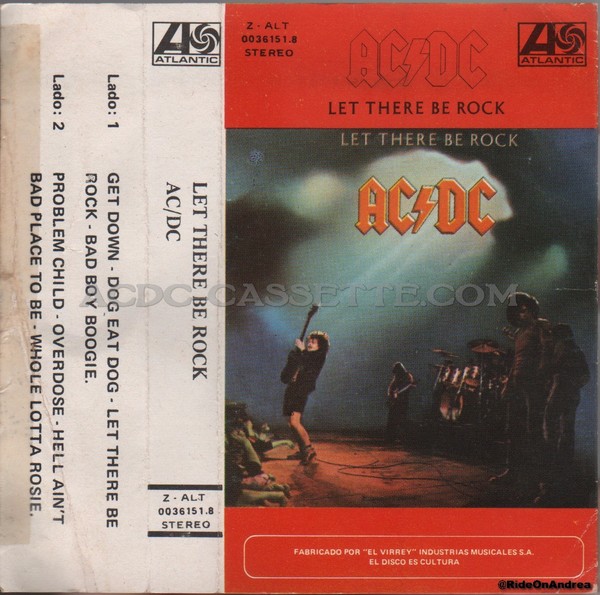 Lado: 1
GET DOWN - DOG EAT DOG - LET THERE BE
ROCK - BAD BOY BOOGIE.
Lado: 2
PROBLEM CHILD - OVERDOSE - HELL AIN'T
BAD PLACE TO BE - WHOLE LOTTA ROSIE.
ATLANTIC
LET THERE BE ROCK
AC/DC
Z - ALT
0036151.8
STEREO
Z - ALT
0036151.8
STEREO
AC/DC
ATLANTIC
LET THERE BE ROCK
LET THERE BE ROCK
AC/DC
ACDC-CASSETTE.COM
FABRICADO POR "EL VIRREY" INDUSTRIAS MUSICALES S.A.
EL DISCO ES CULTURA
@RideOnAndrea